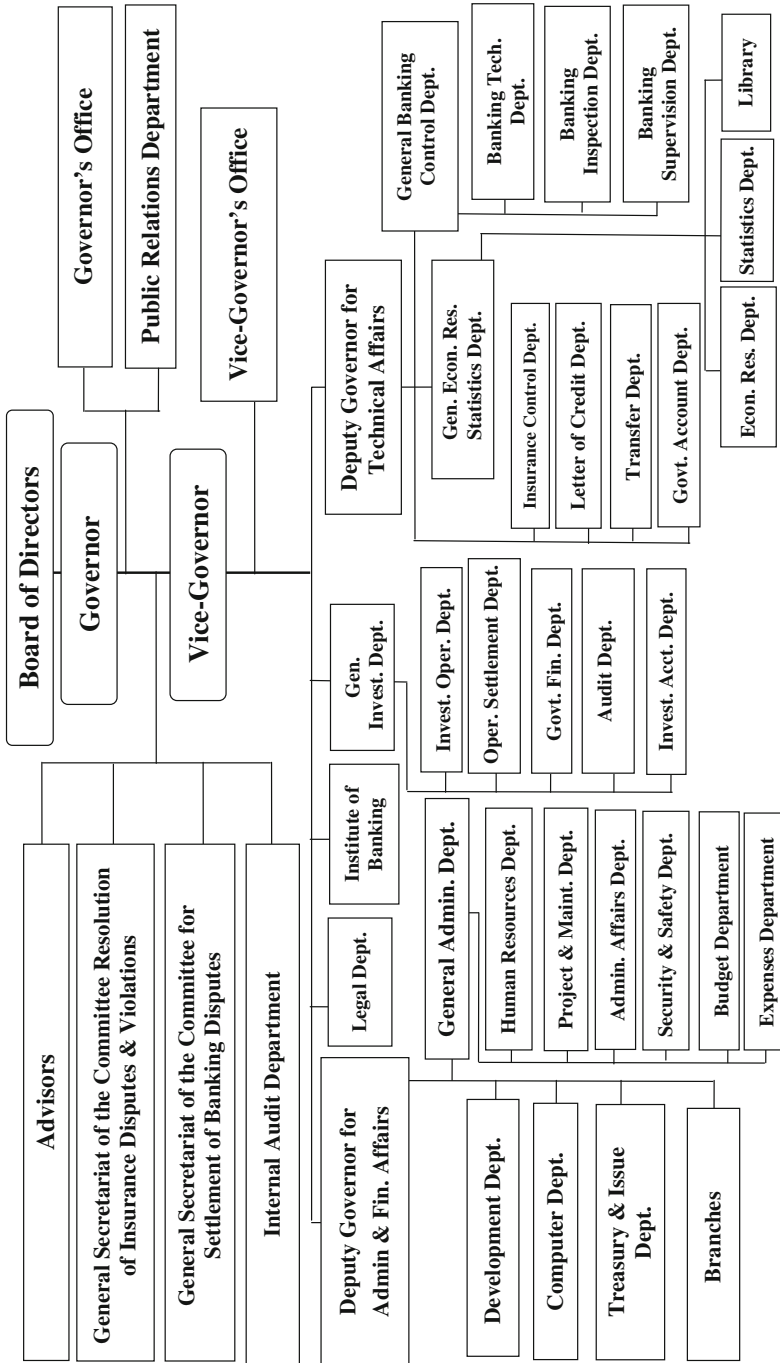 Board of Directors
Governor
Governor's Office
Public Relations Department
Advisors
General Secretariat of the Committee Resolution
of Insurance Disputes & Violations
General Secretariat of the Committee for
Settlement of Banking Disputes
Internal Audit Department
Vice-Governor
Vice-Governor's Office
Deputy Governor for
Admin & Fin. Affairs
Legal Dept.
Institute of
Banking
Gen.
Invest. Dept.
Deputy Governor for
Technical Affairs
Development Dept.
Computer Dept.
Treasury & Issue
Dept.
Branches
General Admin. Dept.
Human Resources Dept.
Project & Maint. Dept.
Admin. Affairs Dept.
Security & Safety Dept.
Budget Department
Expenses Department
Invest. Oper. Dept.
Oper. Settlement Dept.
Govt. Fin. Dept.
Audit Dept.
Invest. Acct. Dept.
Insurance Control Dept.
Letter of Credit Dept.
Transfer Dept.
Govt. Account Dept.
Gen. Econ. Res.
Statistics Dept.
General Banking
Control Dept.
Banking Tech.
Dept.
Banking
Inspection Dept.
Banking
Supervision Dept.
Econ. Res. Dept.
Statistics Dept.
Library